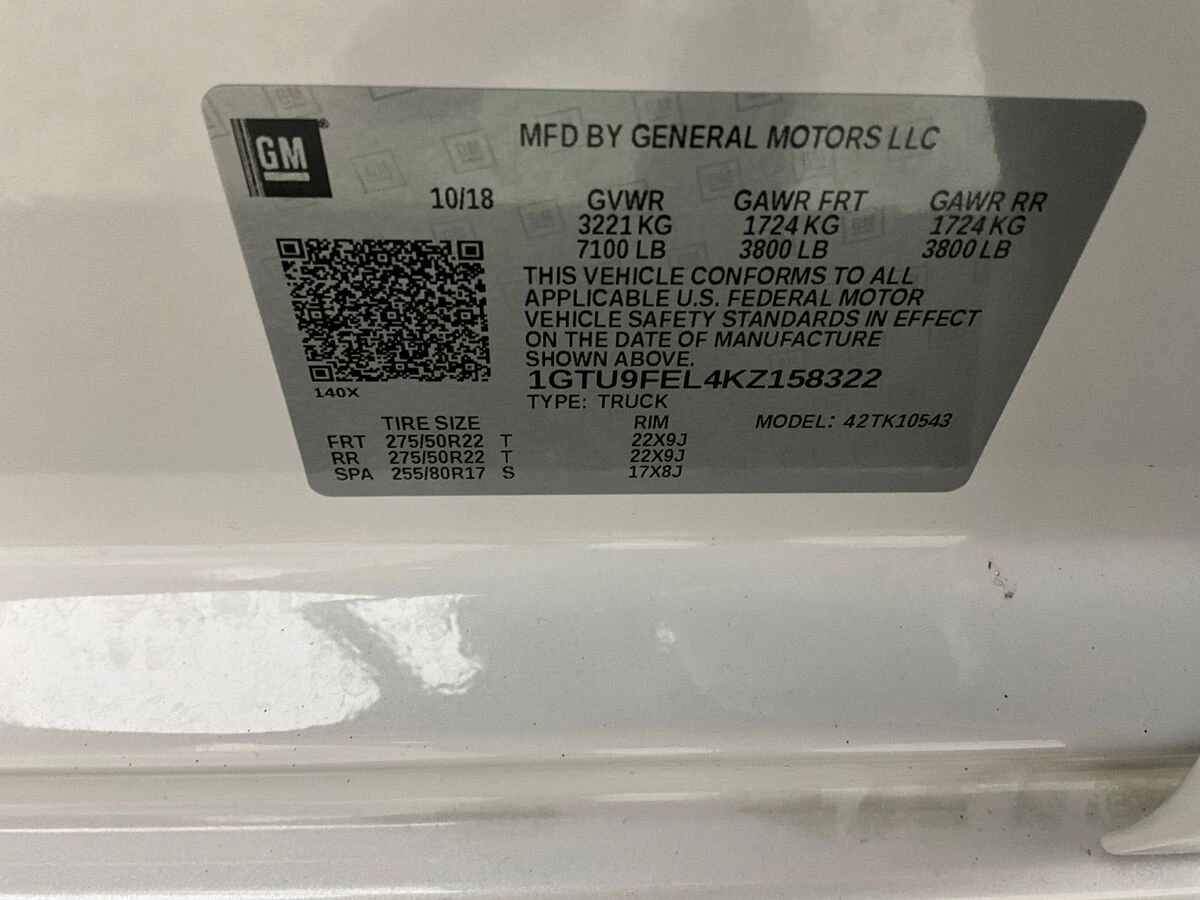 GM
MFD BY GENERAL MOTORS LLC
10/18 GVWR GAWR FRT GAWR RR
3221 KG 1724 KG 1724 KG
7100 LB 3800 LB 3800 LB
THIS VEHICLE CONFORMS TO ALL
APPLICABLE U.S. FEDERAL MOTOR
VEHICLE SAFETY STANDARDS IN EFFECT
ON THE DATE OF MANUFACTURE
SHOWN ABOVE.
1GTU9FEL4KZ158322
140X
TYPE: TRUCK
TIRE SIZE RIM MODEL: 42TK10543
FRT 275/50R22 T 22X9J
RR 275/50R22 T 22X9J
SPA 255/80R17 S 17X8J